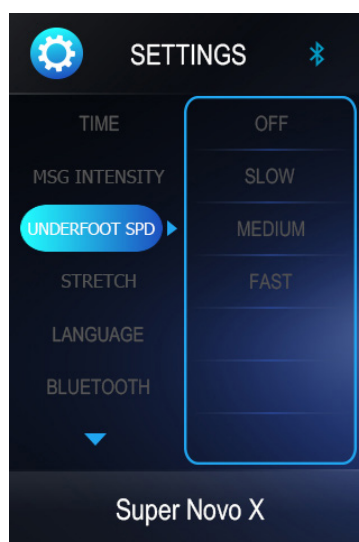 SETTINGS
TIME
MSG INTENSITY
UNDERFOOT SPD
STRETCH
LANGUAGE
BLUETOOTH
OFF
SLOW
MEDIUM
FAST
Super Novo X